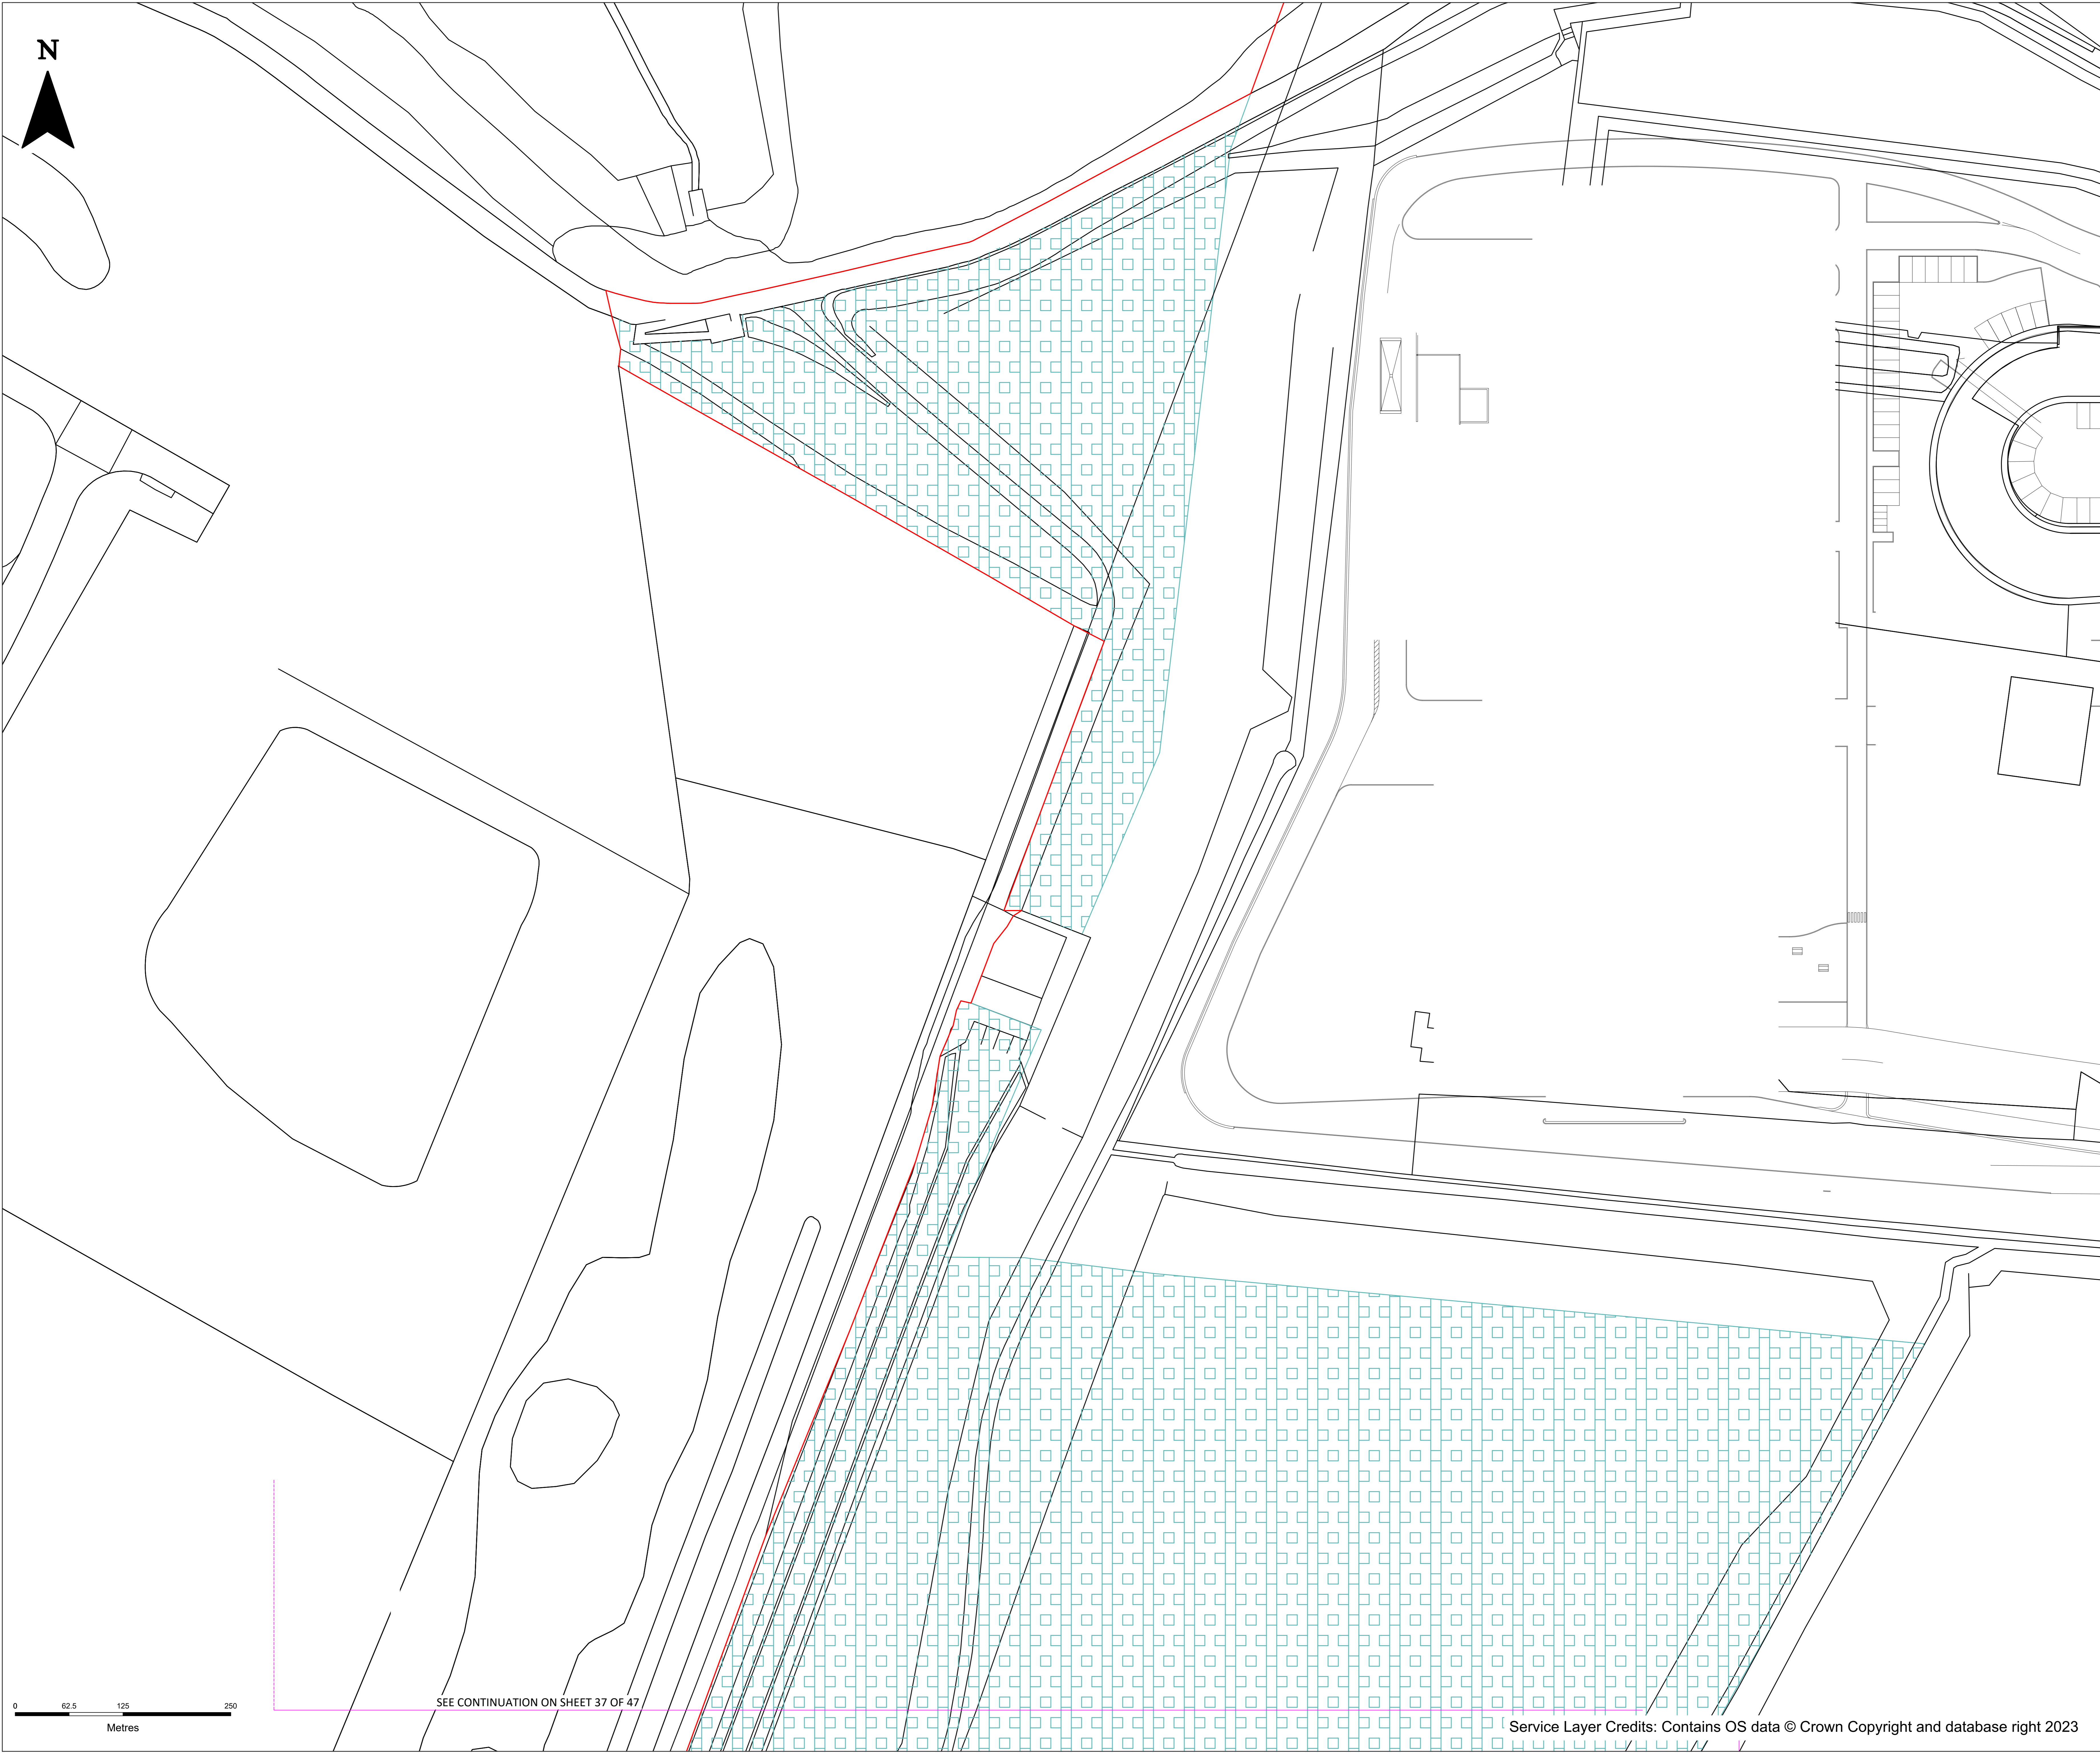 N
SEE CONTINUATION ON SHEET 37 OF 47
0 62.5 125 250
Metres
Service Layer Credits: Contains OS data © Crown Copyright and database right 2023